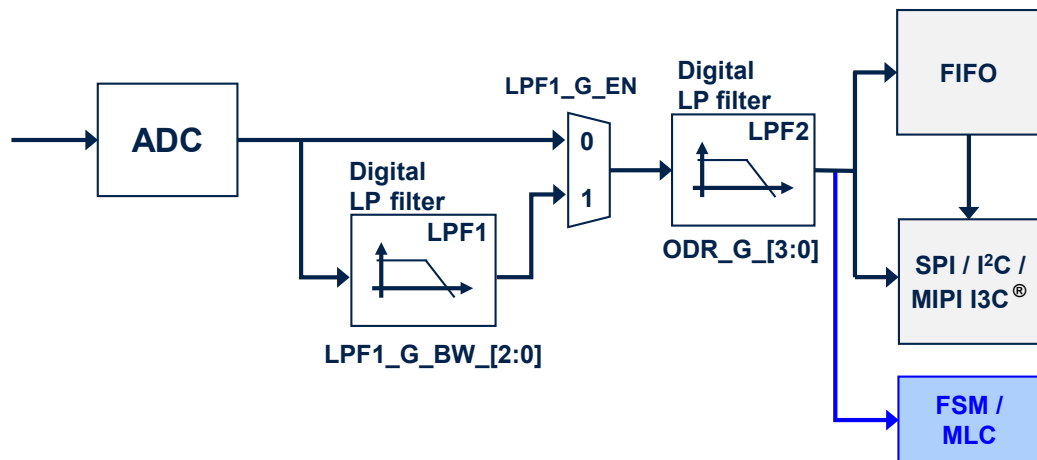 ADC
Digital
LP filter
LPF1
LPF1_G_BW_[2:0]
LPF1_G_EN
0
1
Digital
LP filter
LPF2
ODR_G_[3:0]
FIFO
SPI / I²C /
MIPI I3C®
FSM /
MLC